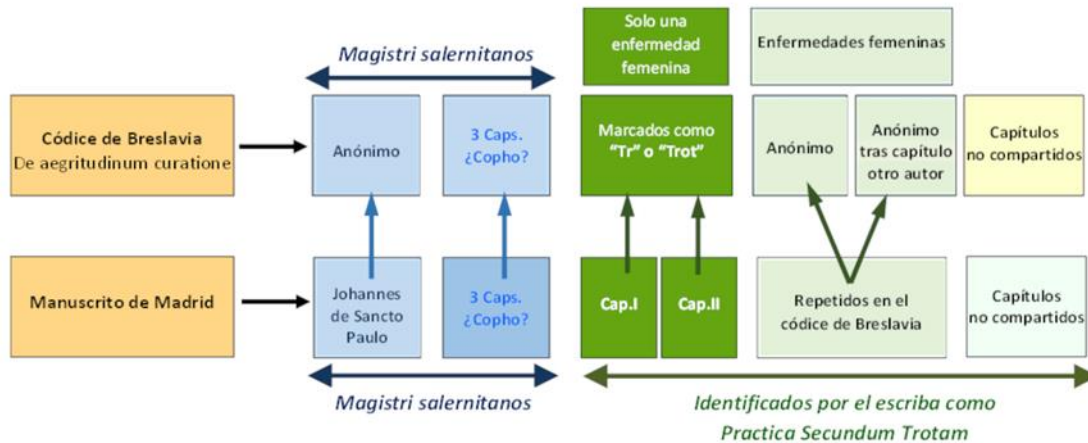 Solo una
enfermedad
femenina
Enfermedades femeninas
Magistri salernitanos
Códice de Breslavia
De aegritudinum curatione
Anónimo
3 Caps.
¿Copho?
Marcados como
"Tr" o "Trot"
Anónimo
Anónimo
tras capítulo
otro autor
Capítulos
no compartidos
Manuscrito de Madrid
Johannes
de Sancto
Paulo
3 Caps.
¿Copho?
Cap.I
Cap.II
Repetidos en el
códice de Breslavia
Capítulos
no compartidos
Magistri salernitanos
Identificados por el escriba como
Practica Secundum Trotam